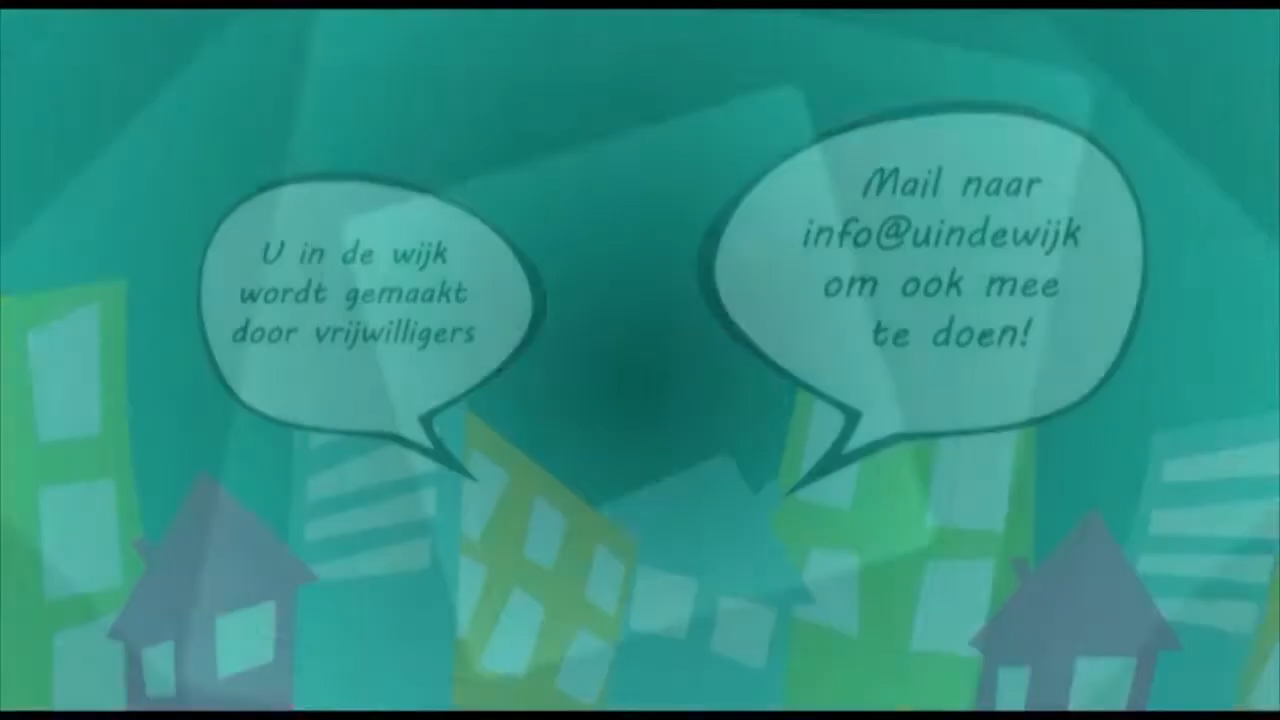 U in de wijk
wordt gemaakt
door vrijwilligers
Mail naar
info@uindewijk
om ook mee
te doen!